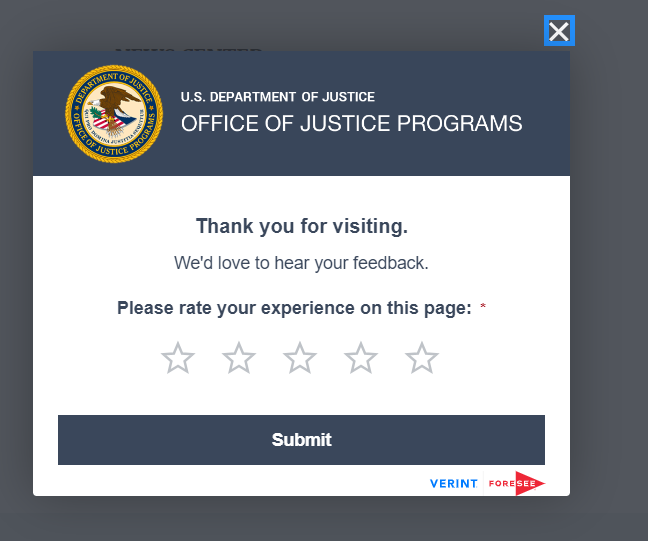 U.S. DEPARTMENT OF JUSTICE
OFFICE OF JUSTICE PROGRAMS
DEPARTMENT OF JUSTICE
OFFICE OF JUSTICE PROGRAMS
Thank you for visiting.
We'd love to hear your feedback.
Please rate your experience on this page: *
Submit
VERINT FORESEE